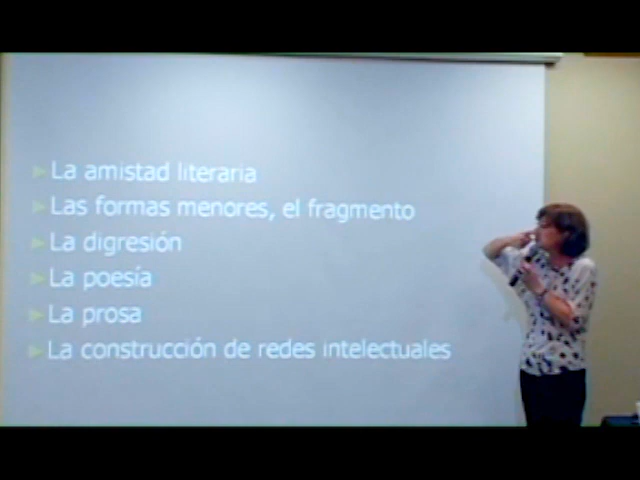 La amistad literaria
Las formas menores, el fragmento
La digresión
La poesía
La prosa
La construcción de redes intelectuales